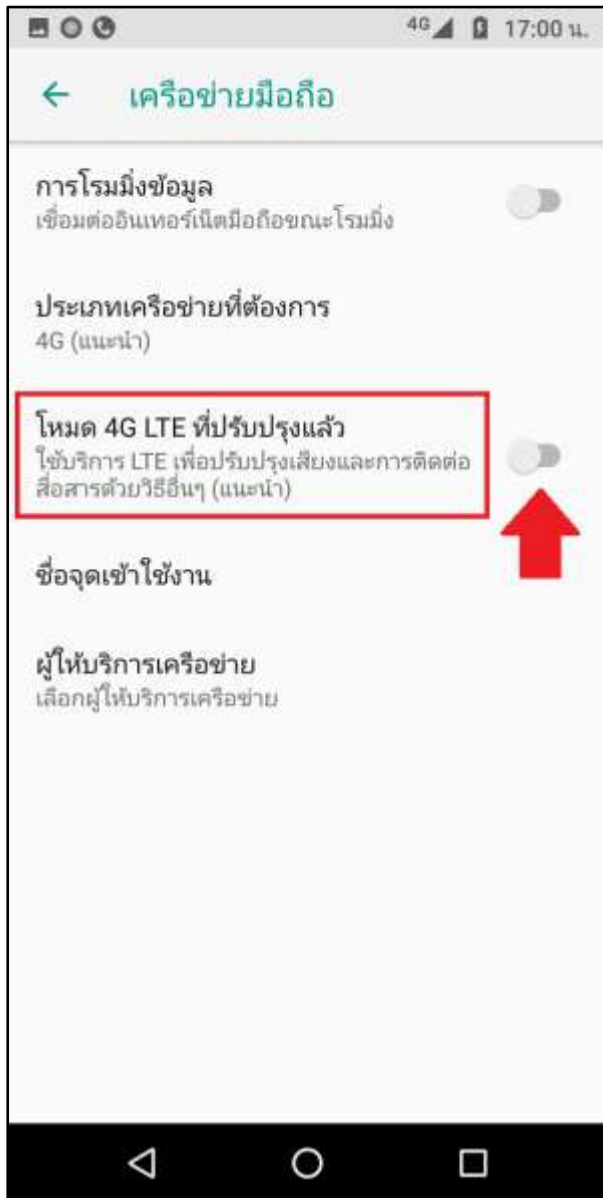 4G 17:00 น.
เครือข่ายมือถือ
การโรมมิ่งข้อมูล
เชื่อมต่ออินเทอร์เน็ตมือถือขณะโรมมิ่ง
ประเภทเครือข่ายที่ต้องการ
4G (แนะนำ)
โหมด 4G LTE ที่ปรับปรุงแล้ว
ใช้บริการ LTE เพื่อปรับปรุงเสียงและการติดต่อ
สื่อสารด้วยวิธีอื่นๆ (แนะนำ)
ชื่อจุดเข้าใช้งาน
ผู้ให้บริการเครือข่าย
เลือกผู้ให้บริการเครือข่าย